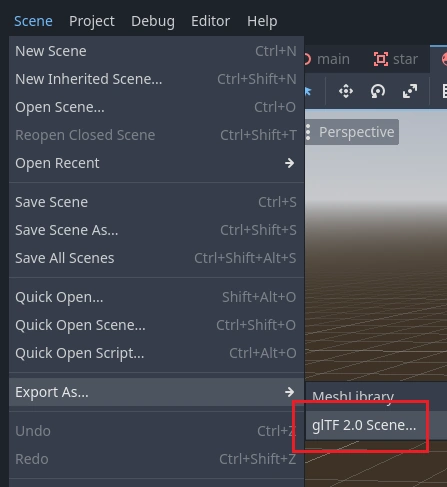 Scene Project Debug Editor Help
New Scene Ctrl+N
New Inherited Scene... Ctrl+Shift+N
Open Scene... Ctrl+O
Reopen Closed Scene Ctrl+Shift+T
Open Recent
Save Scene Ctrl+S
Save Scene As... Ctrl+Shift+S
Save All Scenes Ctrl+Shift+Alt+S
Quick Open... Shift+Alt+O
Quick Open Scene... Ctrl+Shift+O
Quick Open Script... Ctrl+Alt+O
Export As...
Undo Ctrl+Z
Redo Ctrl+Shift+Z
main star
Perspective
MeshLibrary
glTF 2.0 Scene...